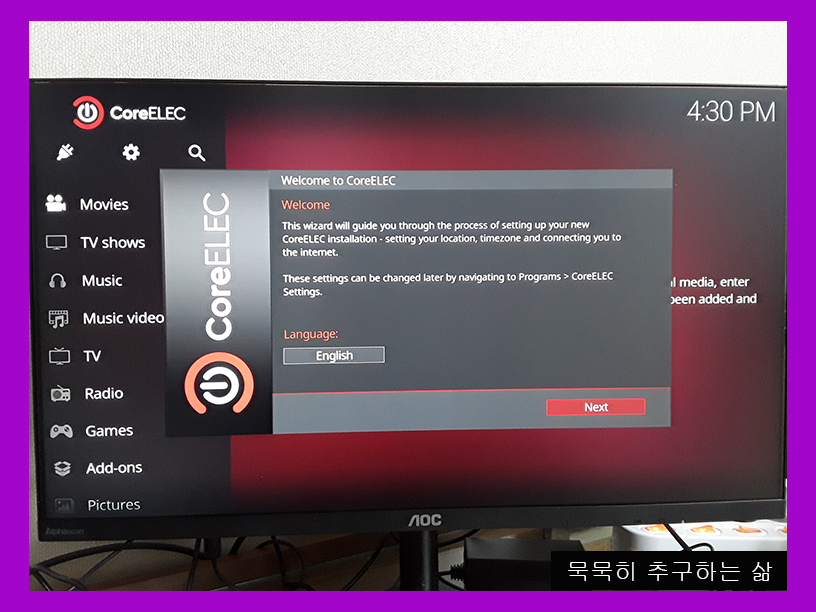 CoreELEC
4:30 PM
Movies
TV shows
Music
Music video
TV
Radio
Games
Add-ons
Pictures
CoreELEC
Welcome to CoreELEC
Welcome
This wizard will guide you through the process of setting up your new
CoreELEC installation - setting your location, timezone and connecting you to
the internet.
These settings can be changed later by navigating to Programs > CoreELEC
Settings.
Language:
English
Next
al media, enter
been added and
AOC
Alphascan
묵묵히 추구하는 삶